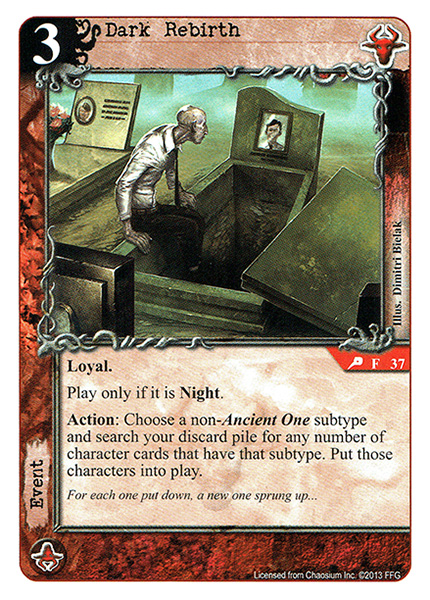 3
Dark Rebirth
Illus. Dimitri Bielak
F 37
Loyal.
Play only if it is Night.
Action: Choose a non-Ancient One subtype
and search your discard pile for any number of
character cards that have that subtype. Put those
characters into play.
For each one put down, a new one sprung up...
Event
Licensed from Chaosium Inc. ©2013 FFG